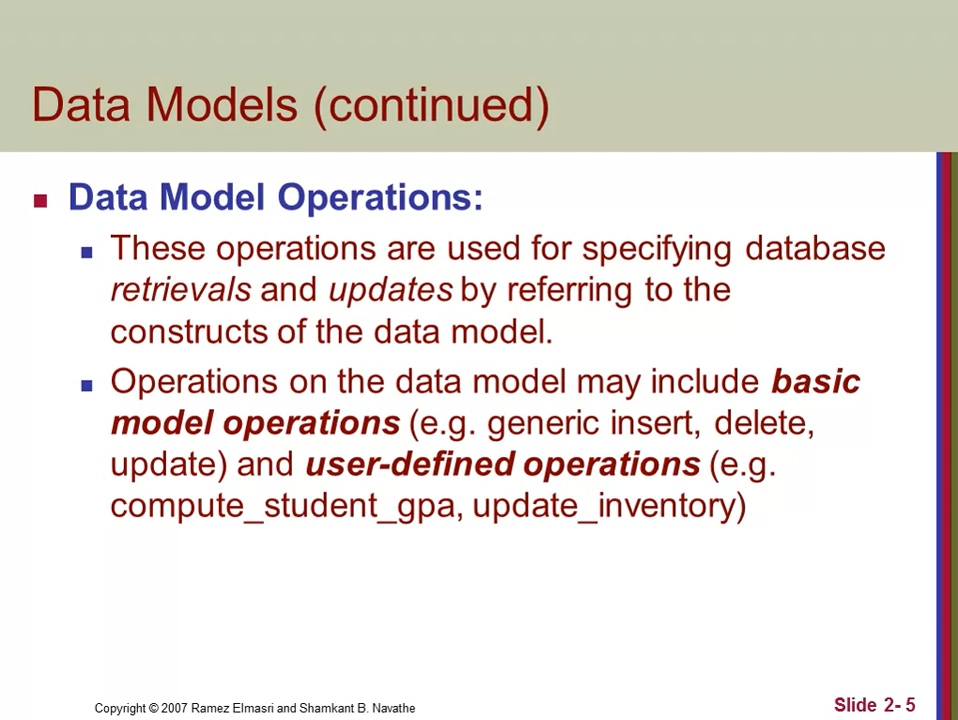 Data Models (continued)
Data Model Operations:
These operations are used for specifying database
retrievals and updates by referring to the
constructs of the data model.
Operations on the data model may include basic
model operations (e.g. generic insert, delete,
update) and user-defined operations (e.g.
compute_student_gpa, update_inventory)
Copyright © 2007 Ramez Elmasri and Shamkant B. Navathe
Slide 2- 5